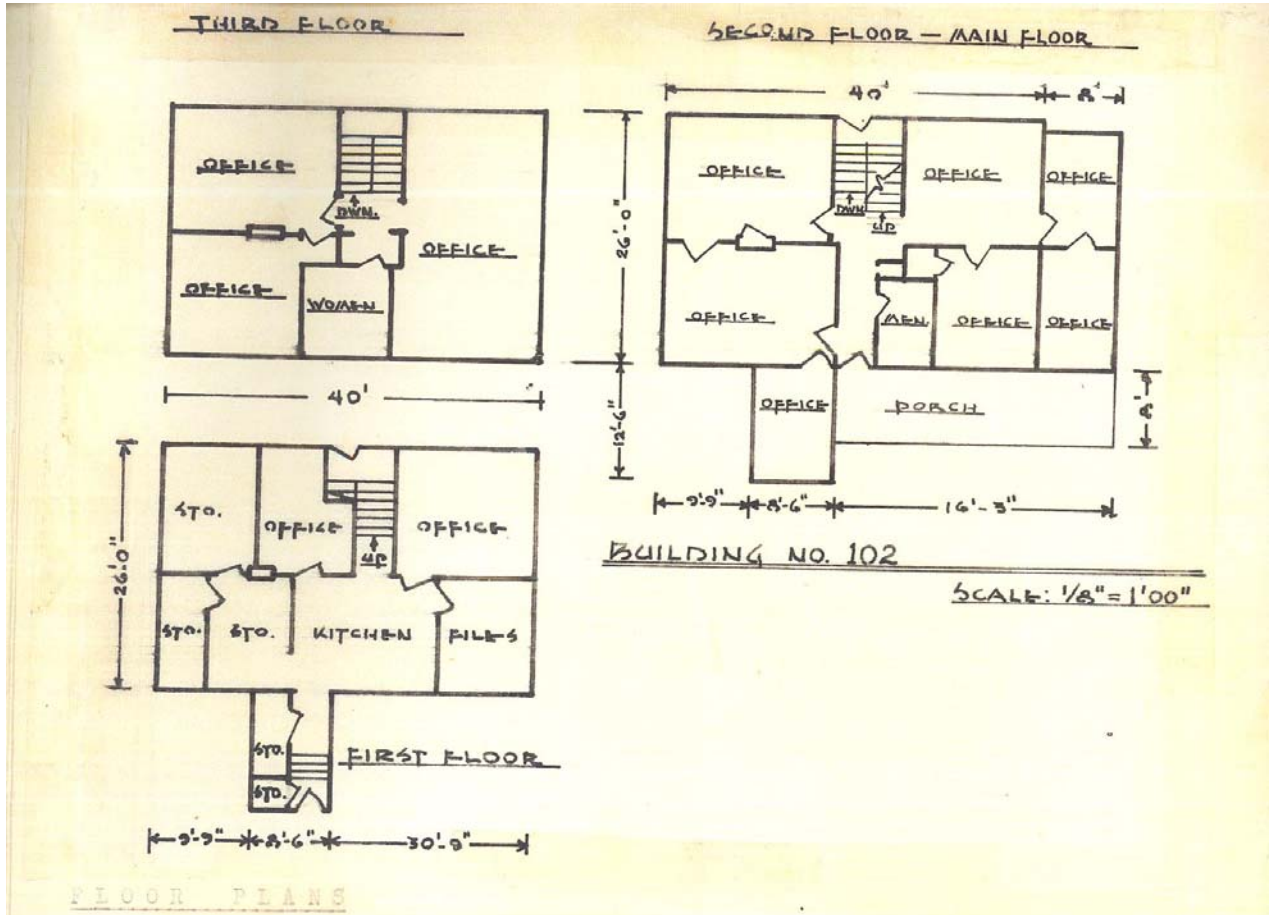 THIRD FLOOR
OFFICE
DWN.
OFFICE
OFFICE
WOMEN
40'
SECOND FLOOR — MAIN FLOOR
40'
8'
26'-0"
OFFICE
OFFICE
OFFICE
DWN
UP
OFFICE
MEN.
OFFICE
OFFICE
12'-6"
OFFICE
PORCH
8'-0
9'-9"
8'-6"
16'-3"
26'-0"
STO.
OFFICE
OFFICE
UP
STO.
STO.
KITCHEN
FILES
STO.
STO.
FIRST FLOOR
9'-9"
8'-6"
30'-9"
BUILDING NO. 102
SCALE: 1/8" = 1'00"
FLOOR PLANS